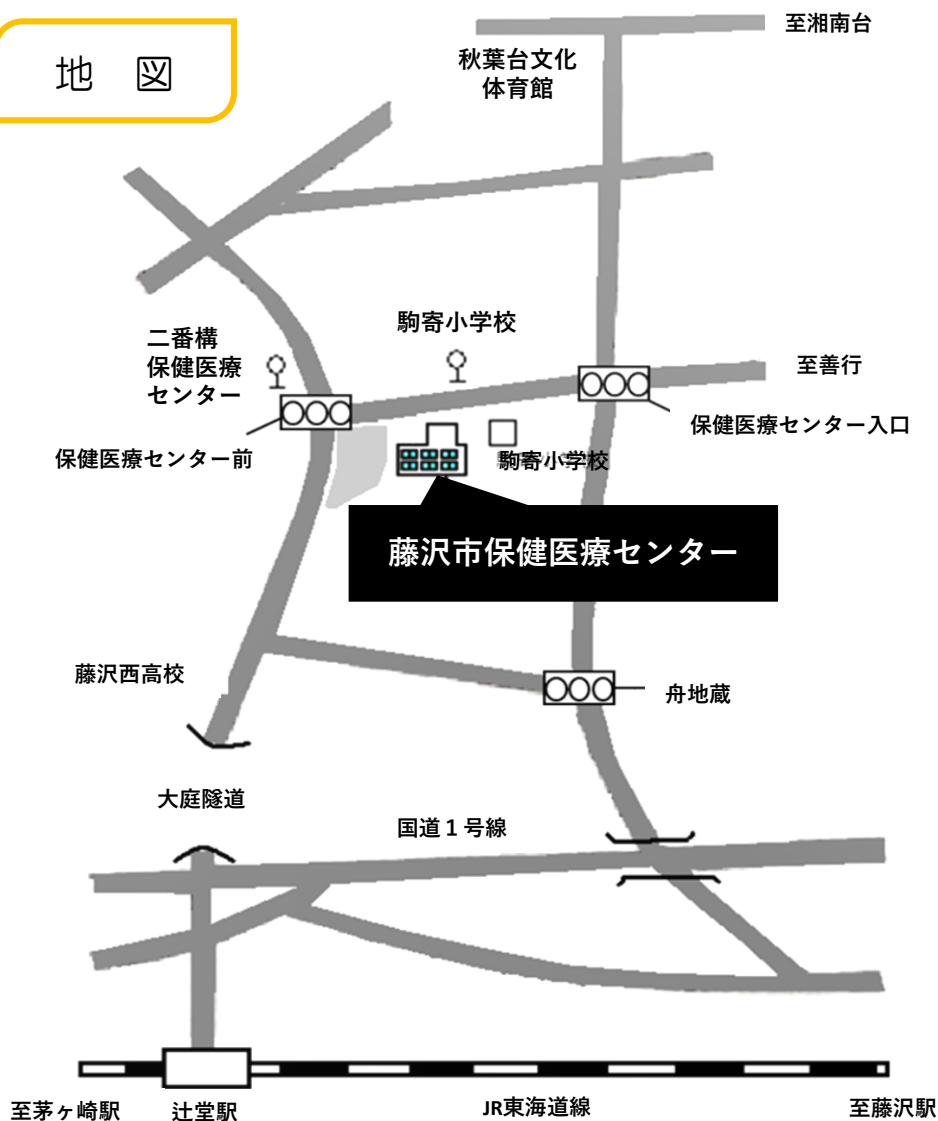 地　図
至湘南台
秋葉台文化
体育館
駒寄小学校
二番構
保健医療
センター
至善行
保健医療センター入口
保健医療センター前
駒寄小学校
藤沢市保健医療センター
藤沢西高校
舟地蔵
大庭隧道
国道１号線
至茅ヶ崎駅
辻堂駅
JR東海道線
至藤沢駅